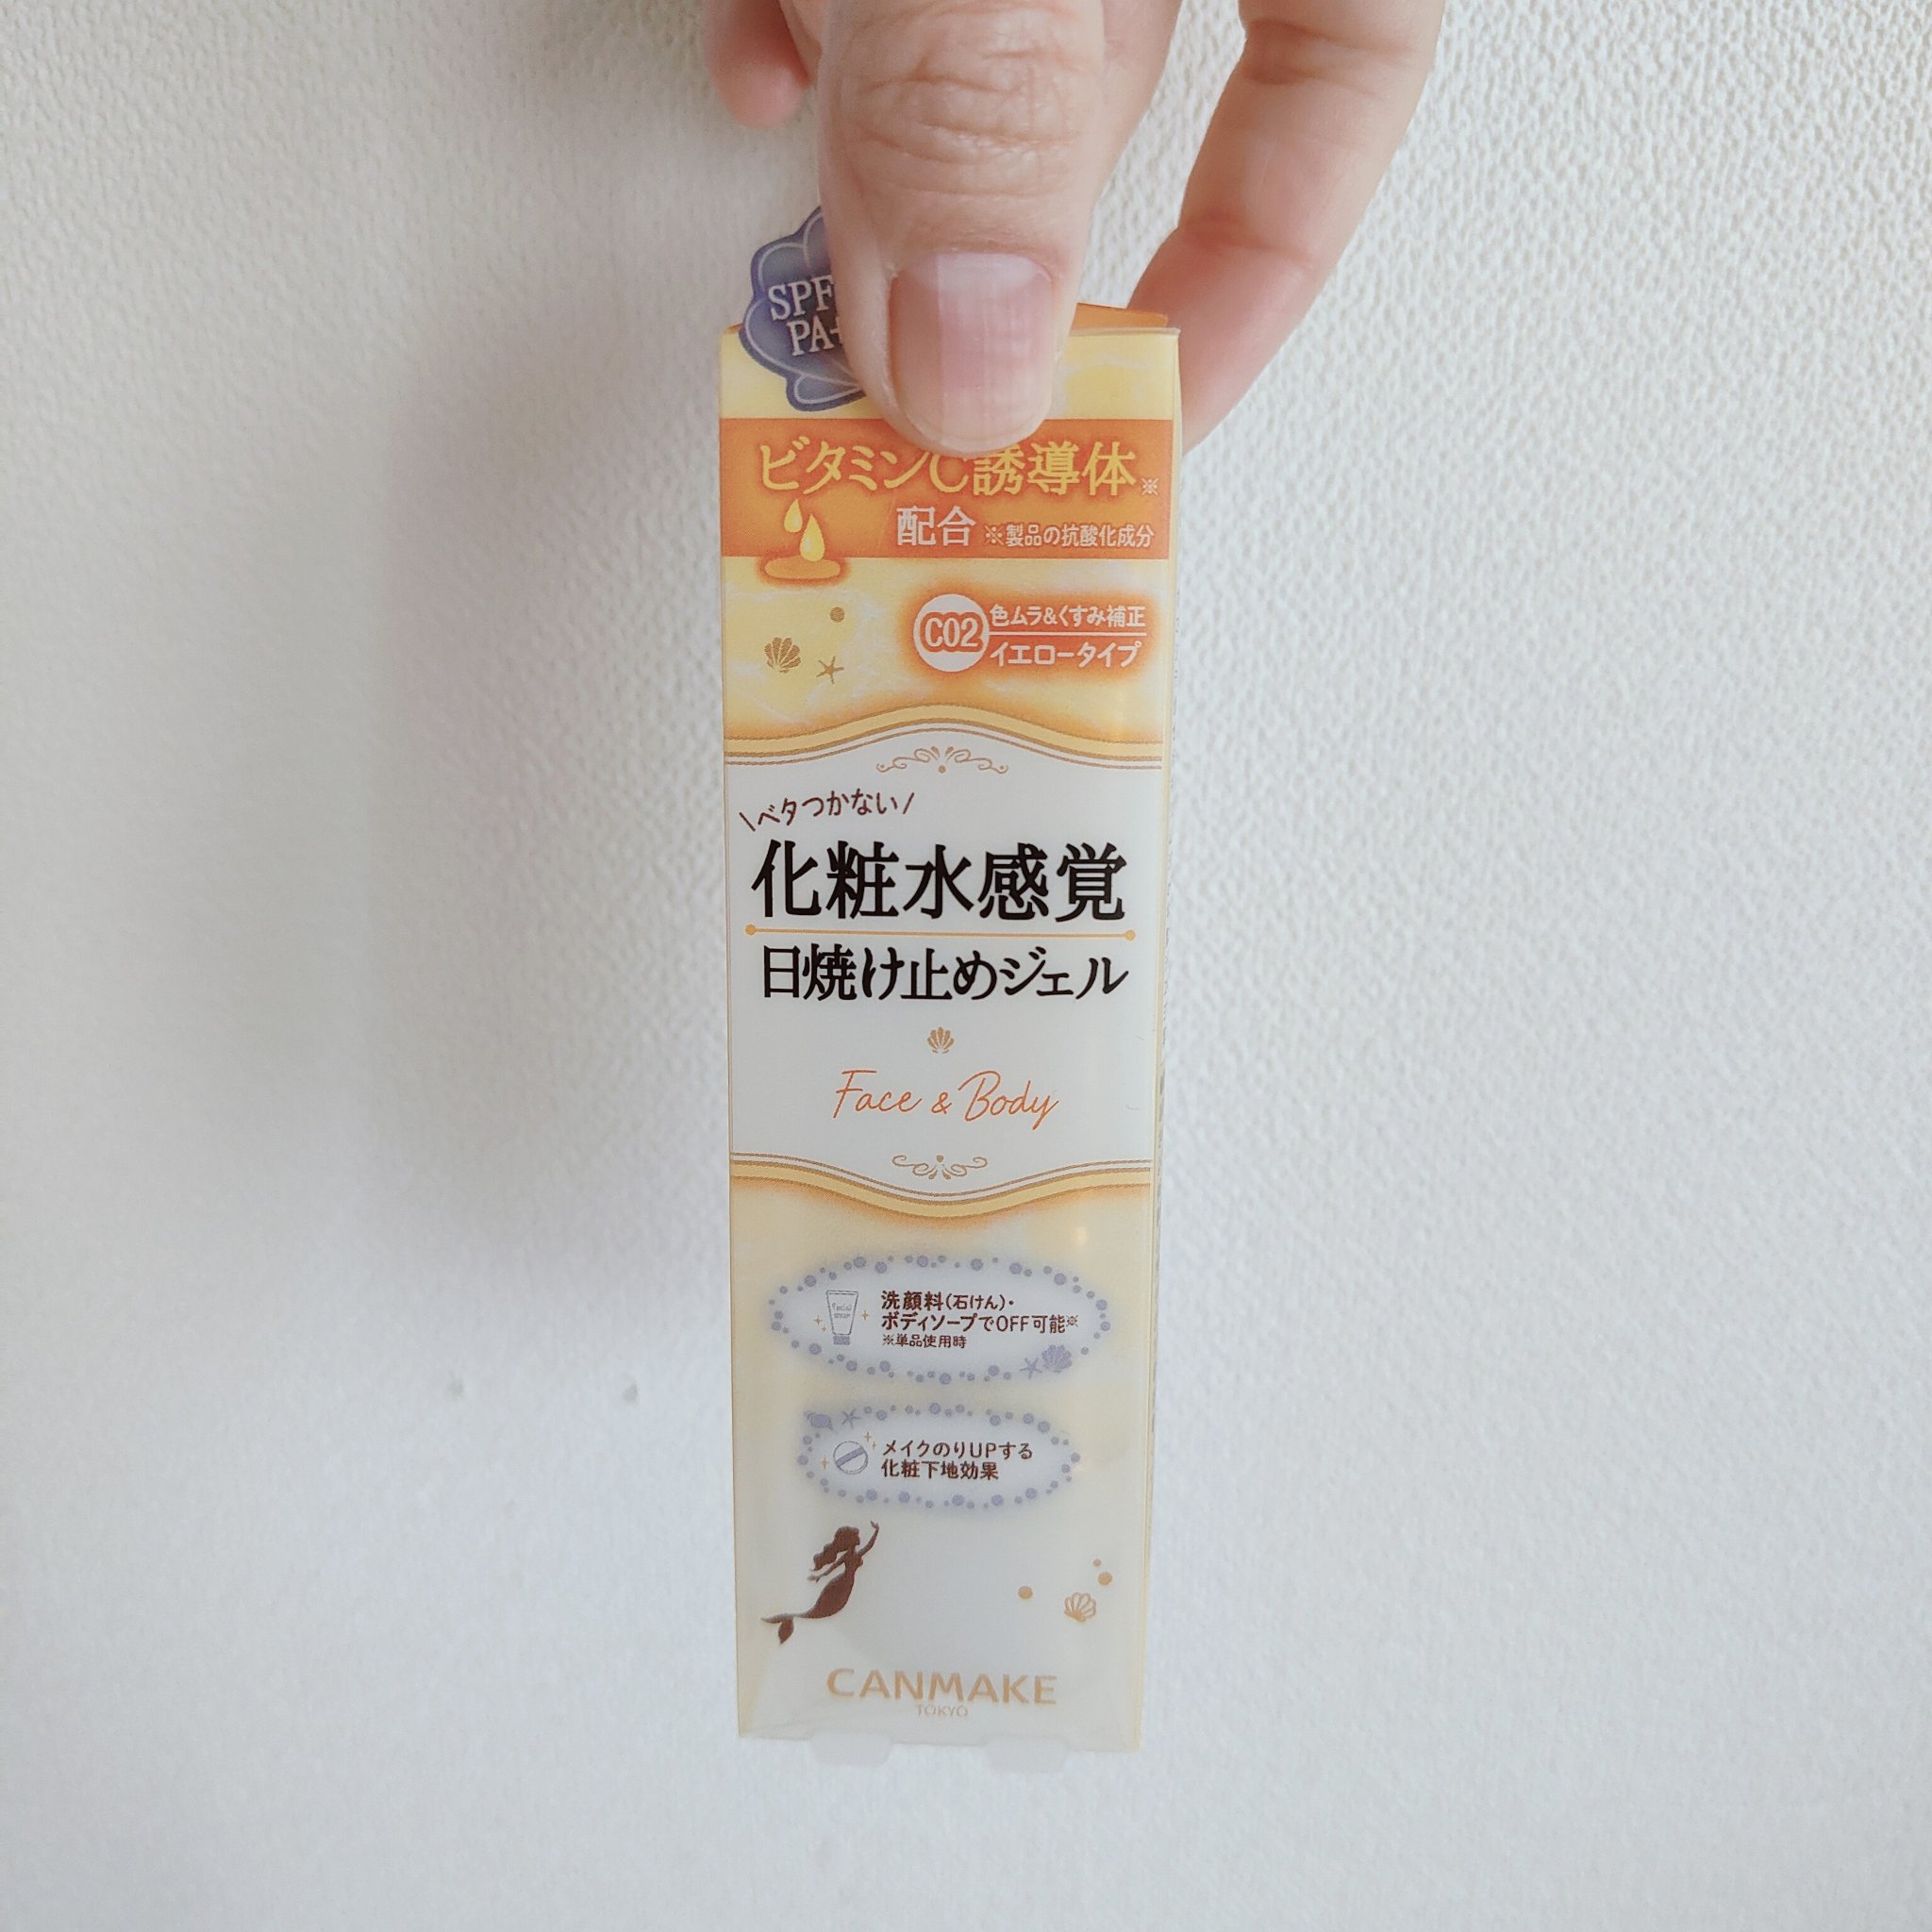 SPF
PA+
ビタミンC誘導体※
配合 ※製品の抗酸化成分
C02 色ムラ&くすみ補正
イエロータイプ
\ベタつかない/
化粧水感覚
日焼け止めジェル
Face & Body
洗顔料(石けん)・
ボディソープでOFF可能※
※単品使用時
メイクのりUPする
化粧下地効果
CANMAKE
TOKYO